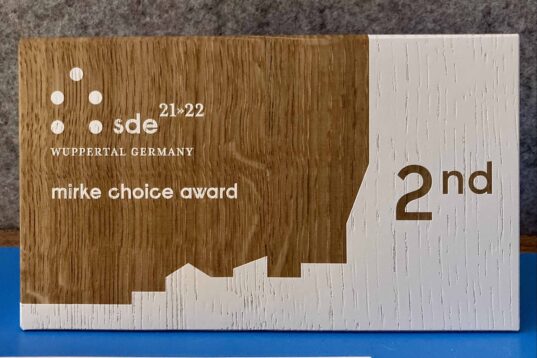 sde 21»22
WUPPERTAL GERMANY
mirke choice award
2nd